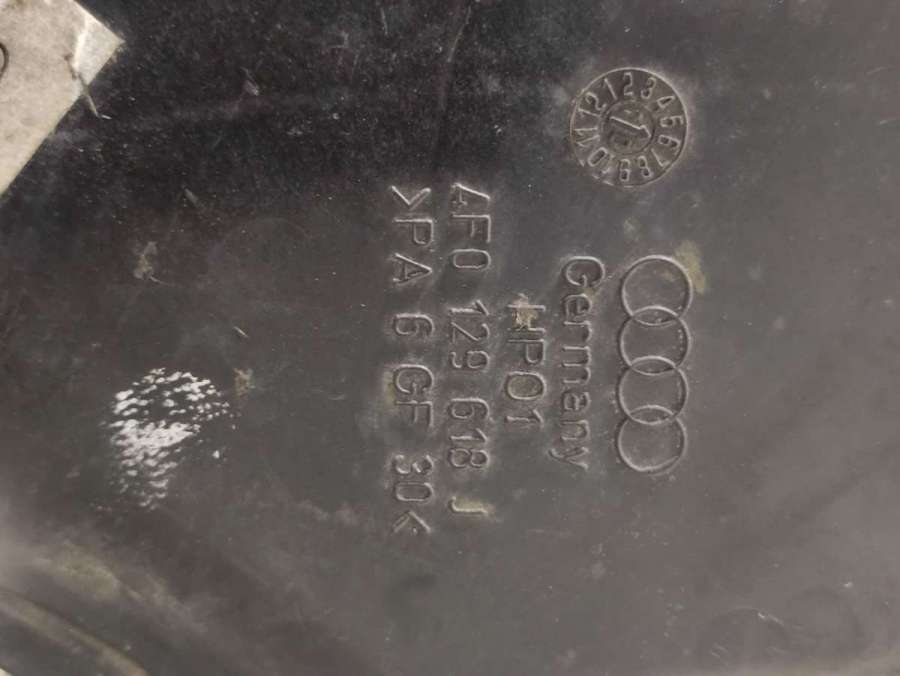 Germany
HP01
4F0 129 618 J
>PA 6 GF 30<